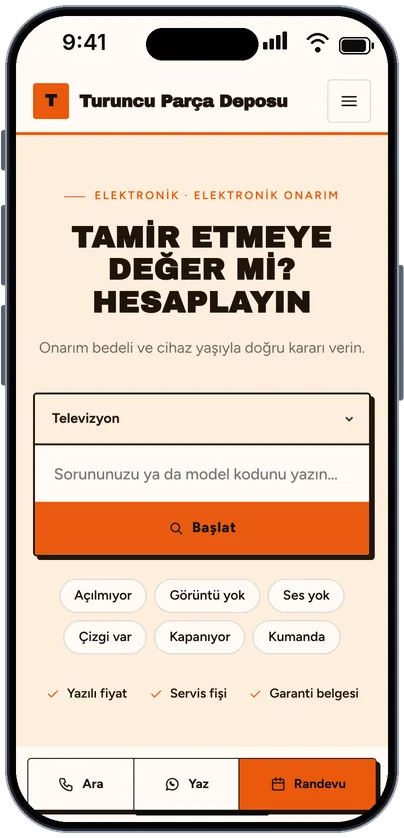 9:41
T Turuncu Parça Deposu
ELEKTRONİK · ELEKTRONİK ONARIM
TAMİR ETMEYE
DEĞER Mİ?
HESAPLAYIN
Onarım bedeli ve cihaz yaşıyla doğru kararı verin.
Televizyon
Sorununuzu ya da model kodunu yazın...
Başlat
Açılmıyor Görüntü yok Ses yok
Çizgi var Kapanıyor Kumanda
Yazılı fiyat Servis fişi Garanti belgesi
Ara Yaz Randevu